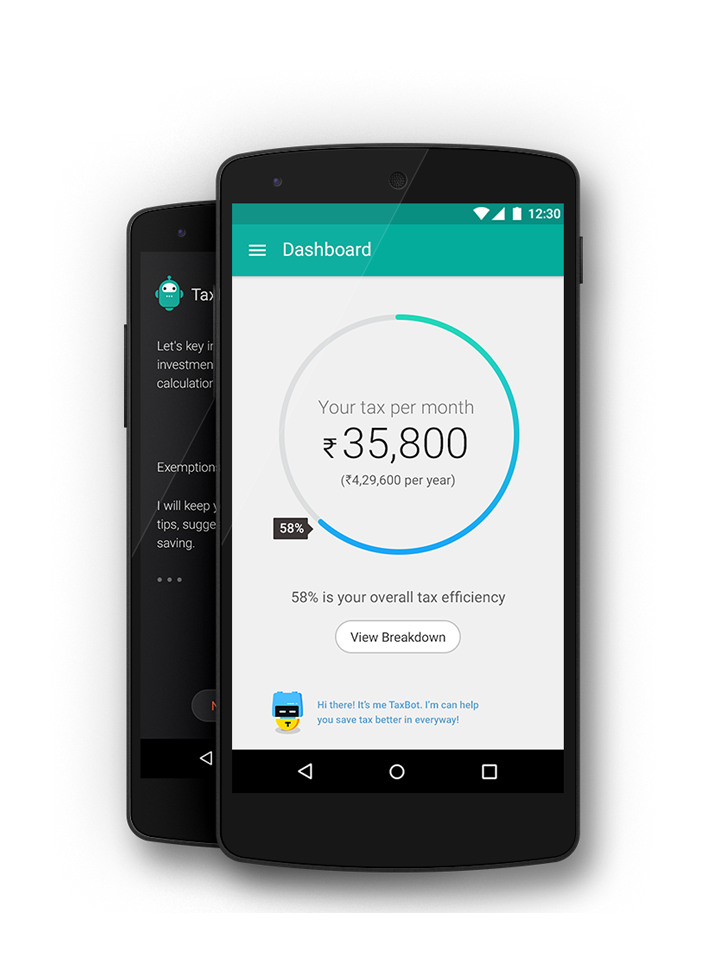 12:30
Dashboard
Your tax per month
₹35,800
(₹4,29,600 per year)
58%
58% is your overall tax efficiency
View Breakdown
Hi there! It's me TaxBot. I'm can help
you save tax better in everyway!
T
Tax
Let's key in
investmen
calculation
Exemption
I will keep y
tips, sugge
saving.
N